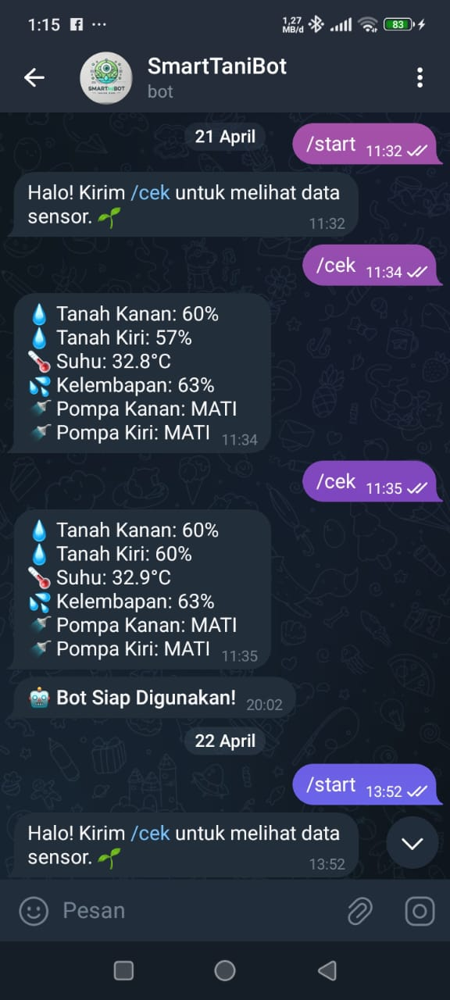 1:15
1,27
MB/d
83
SmartTaniBot
bot
21 April
/start 11:32
Halo! Kirim /cek untuk melihat data
sensor. 🌱 11:32
/cek 11:34
💧 Tanah Kanan: 60%
💧 Tanah Kiri: 57%
🌡️ Suhu: 32.8°C
💦 Kelembapan: 63%
🚿 Pompa Kanan: MATI
🚿 Pompa Kiri: MATI 11:34
/cek 11:35
💧 Tanah Kanan: 60%
💧 Tanah Kiri: 60%
🌡️ Suhu: 32.9°C
💦 Kelembapan: 63%
🚿 Pompa Kanan: MATI
🚿 Pompa Kiri: MATI 11:35
🤖 Bot Siap Digunakan! 20:02
22 April
/start 13:52
Halo! Kirim /cek untuk melihat data
sensor. 🌱 13:52
Pesan